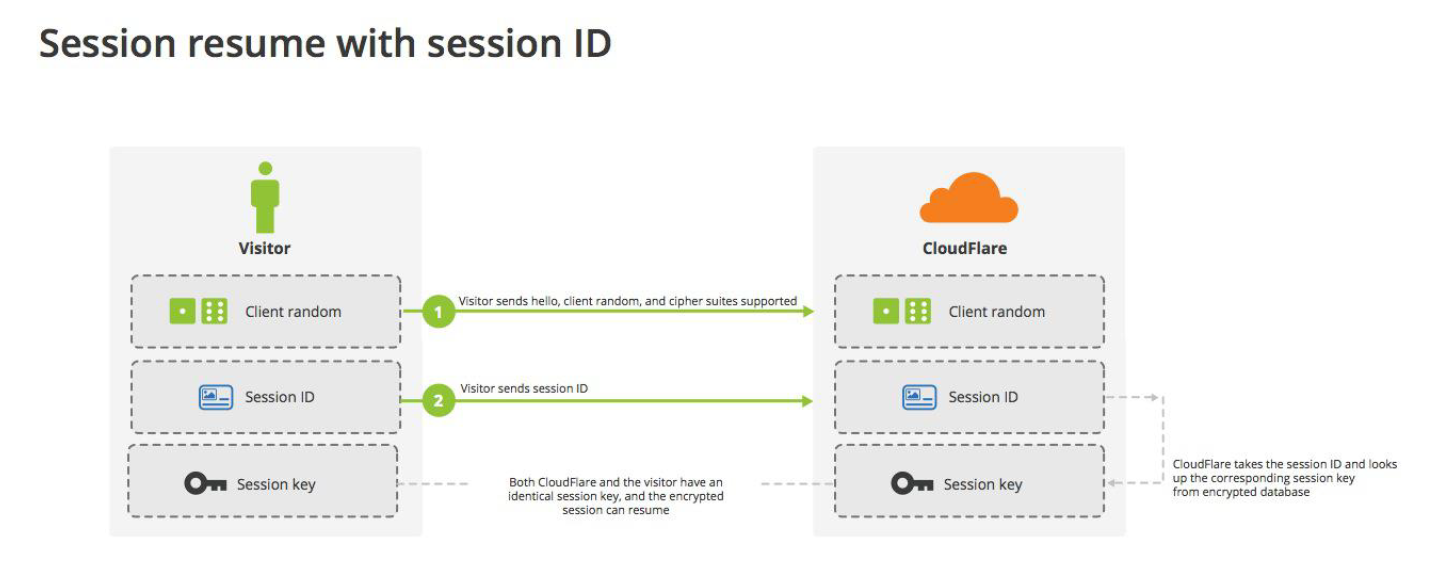 Session resume with session ID
Visitor
CloudFlare
Client random
1
Visitor sends hello, client random, and cipher suites supported
Client random
Session ID
2
Visitor sends session ID
Session ID
Session key
Both CloudFlare and the visitor have an
identical session key, and the encrypted
session can resume
Session key
CloudFlare takes the session ID and looks
up the corresponding session key
from encrypted database